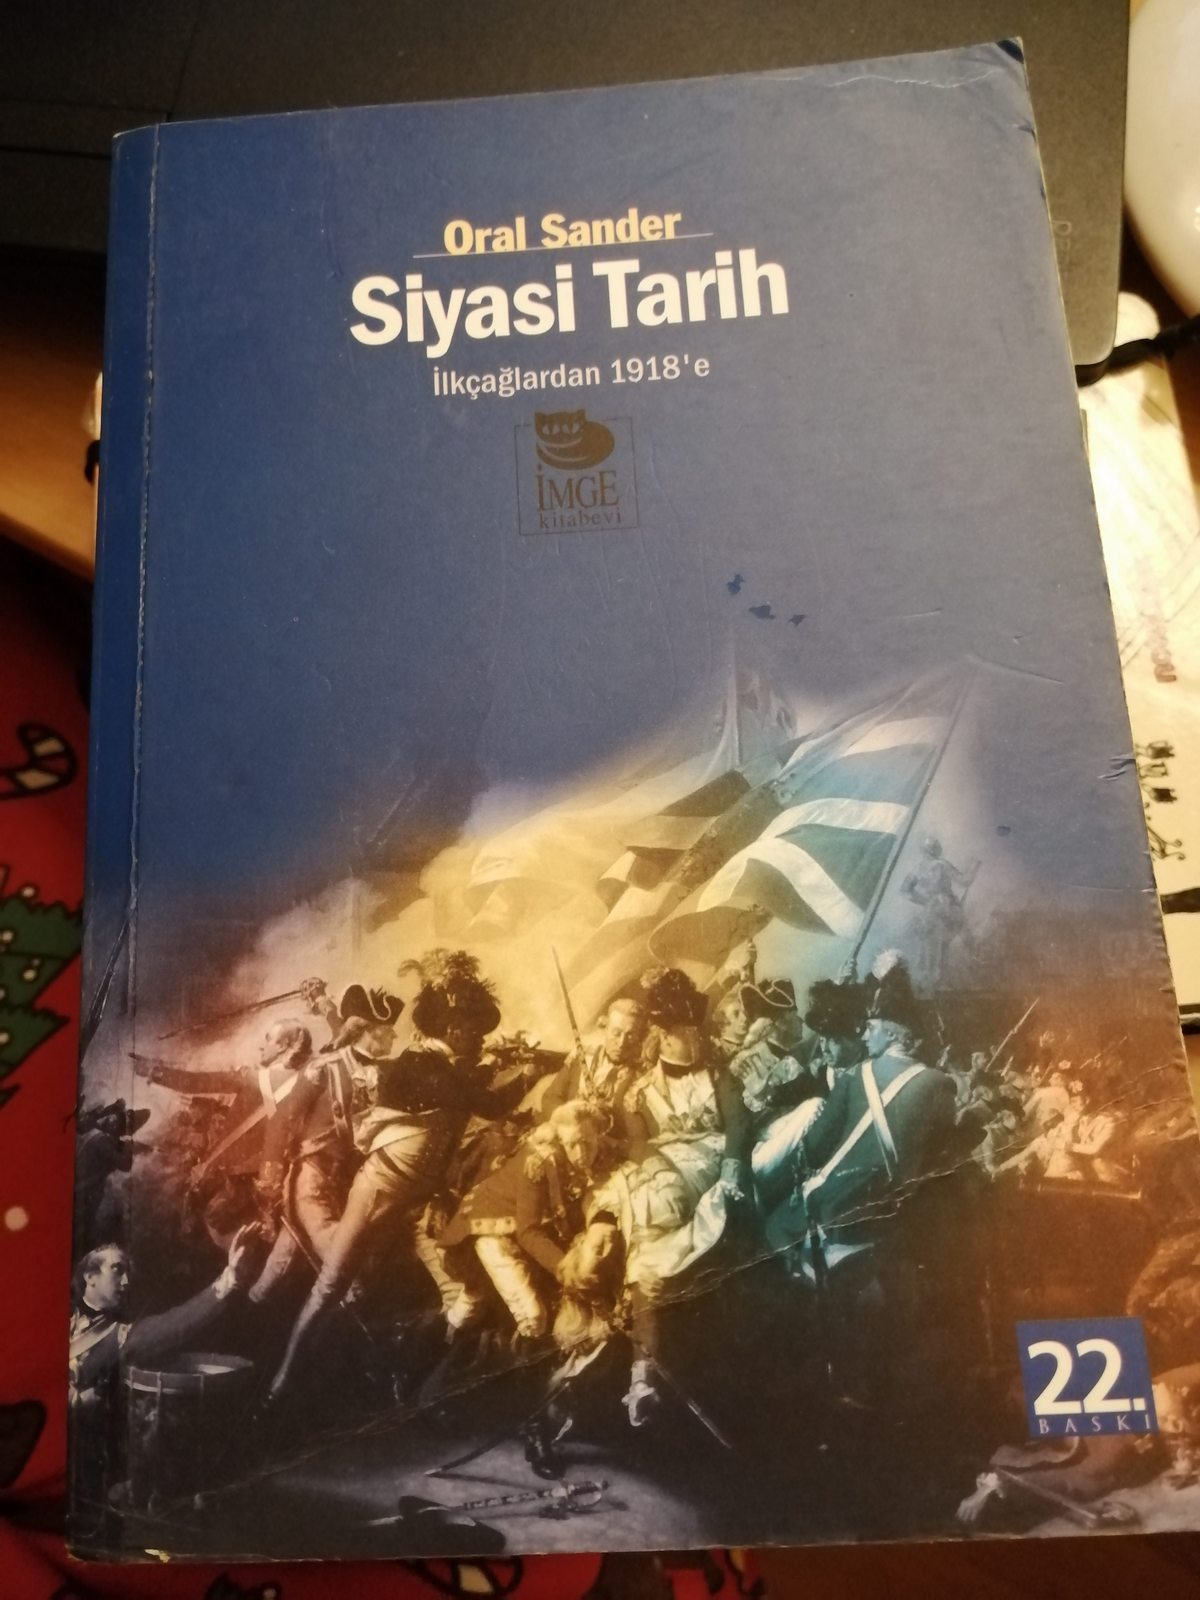 Oral Sander
Siyasi Tarih
İlkçağlardan 1918'e
İMGE
kitabevi
22.
BASKI